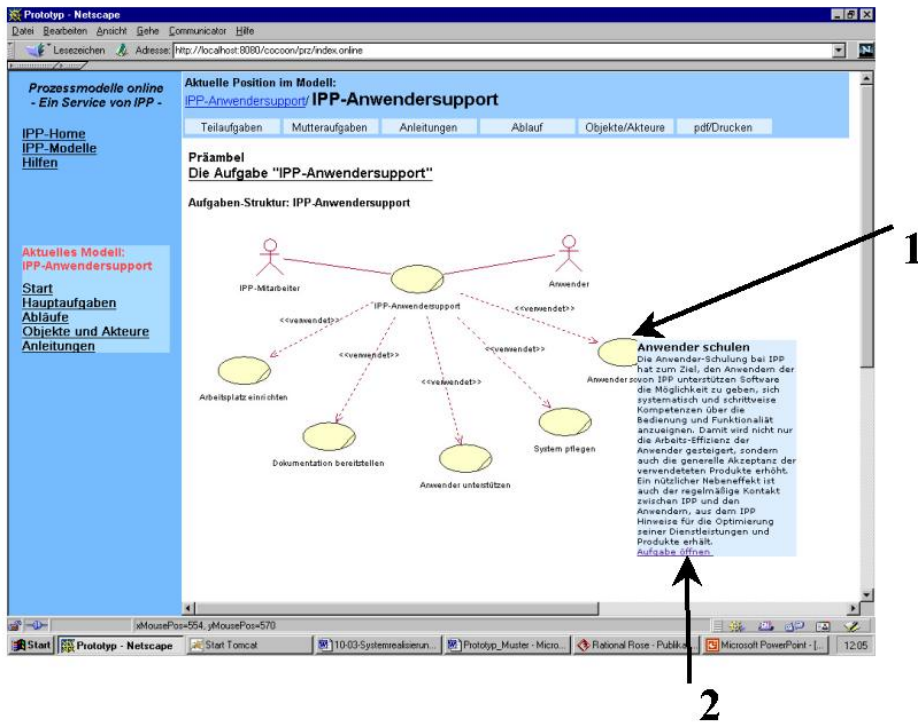 Prototyp - Netscape
Datei Bearbeiten Ansicht Gehe Communicator Hilfe
Lesezeichen Adresse: http://localhost:8080/cocoon/prz/index.online
Prozessmodelle online
- Ein Service von IPP -
IPP-Home
IPP-Modelle
Hilfen
Aktuelles Modell:
IPP-Anwendersupport
Start
Hauptaufgaben
Abläufe
Objekte und Akteure
Anleitungen
Aktuelle Position im Modell:
IPP-Anwendersupport/ IPP-Anwendersupport
Teilaufgaben Mutteraufgaben Anleitungen Ablauf Objekte/Akteure pdf/Drucken
Präambel
Die Aufgabe "IPP-Anwendersupport"
Aufgaben-Struktur: IPP-Anwendersupport
IPP-Mitarbeiter
Anwender
IPP-Anwendersupport
<<verwendet>>
<<verwendet>>
<<verwendet>>
<<verwendet>>
<<verwendet>>
Arbeitsplatz einrichten
Dokumentation bereitstellen
Anwender unterstützen
System pflegen
Anwender
Anwender schulen
Die Anwender-Schulung bei IPP
hat zum Ziel, den Anwendern der
von IPP unterstützen Software
die Möglichkeit zu geben, sich
systematisch und schrittweise
Kompetenzen über die
Bedienung und Funktionaliät
anzueignen. Damit wird nicht nur
die Arbeits-Effizienz der
Anwender gesteigert, sondern
auch die generelle Akzeptanz der
verwendeteten Produkte erhöht.
Ein nützlicher Nebeneffekt ist
auch der regelmäßige Kontakt
zwischen IPP und den
Anwendern, aus dem IPP
Hinweise für die Optimierung
seiner Dienstleistungen und
Produkte erhält.
Aufgabe öffnen
1
2
xMousePos=554, yMousePos=570
Start Prototyp - Netscape Start Tomcat 10-03-Systemrealisierun... Prototyp_Muster - Micro... Rational Rose - Publika... Microsoft PowerPoint - [... 12:05